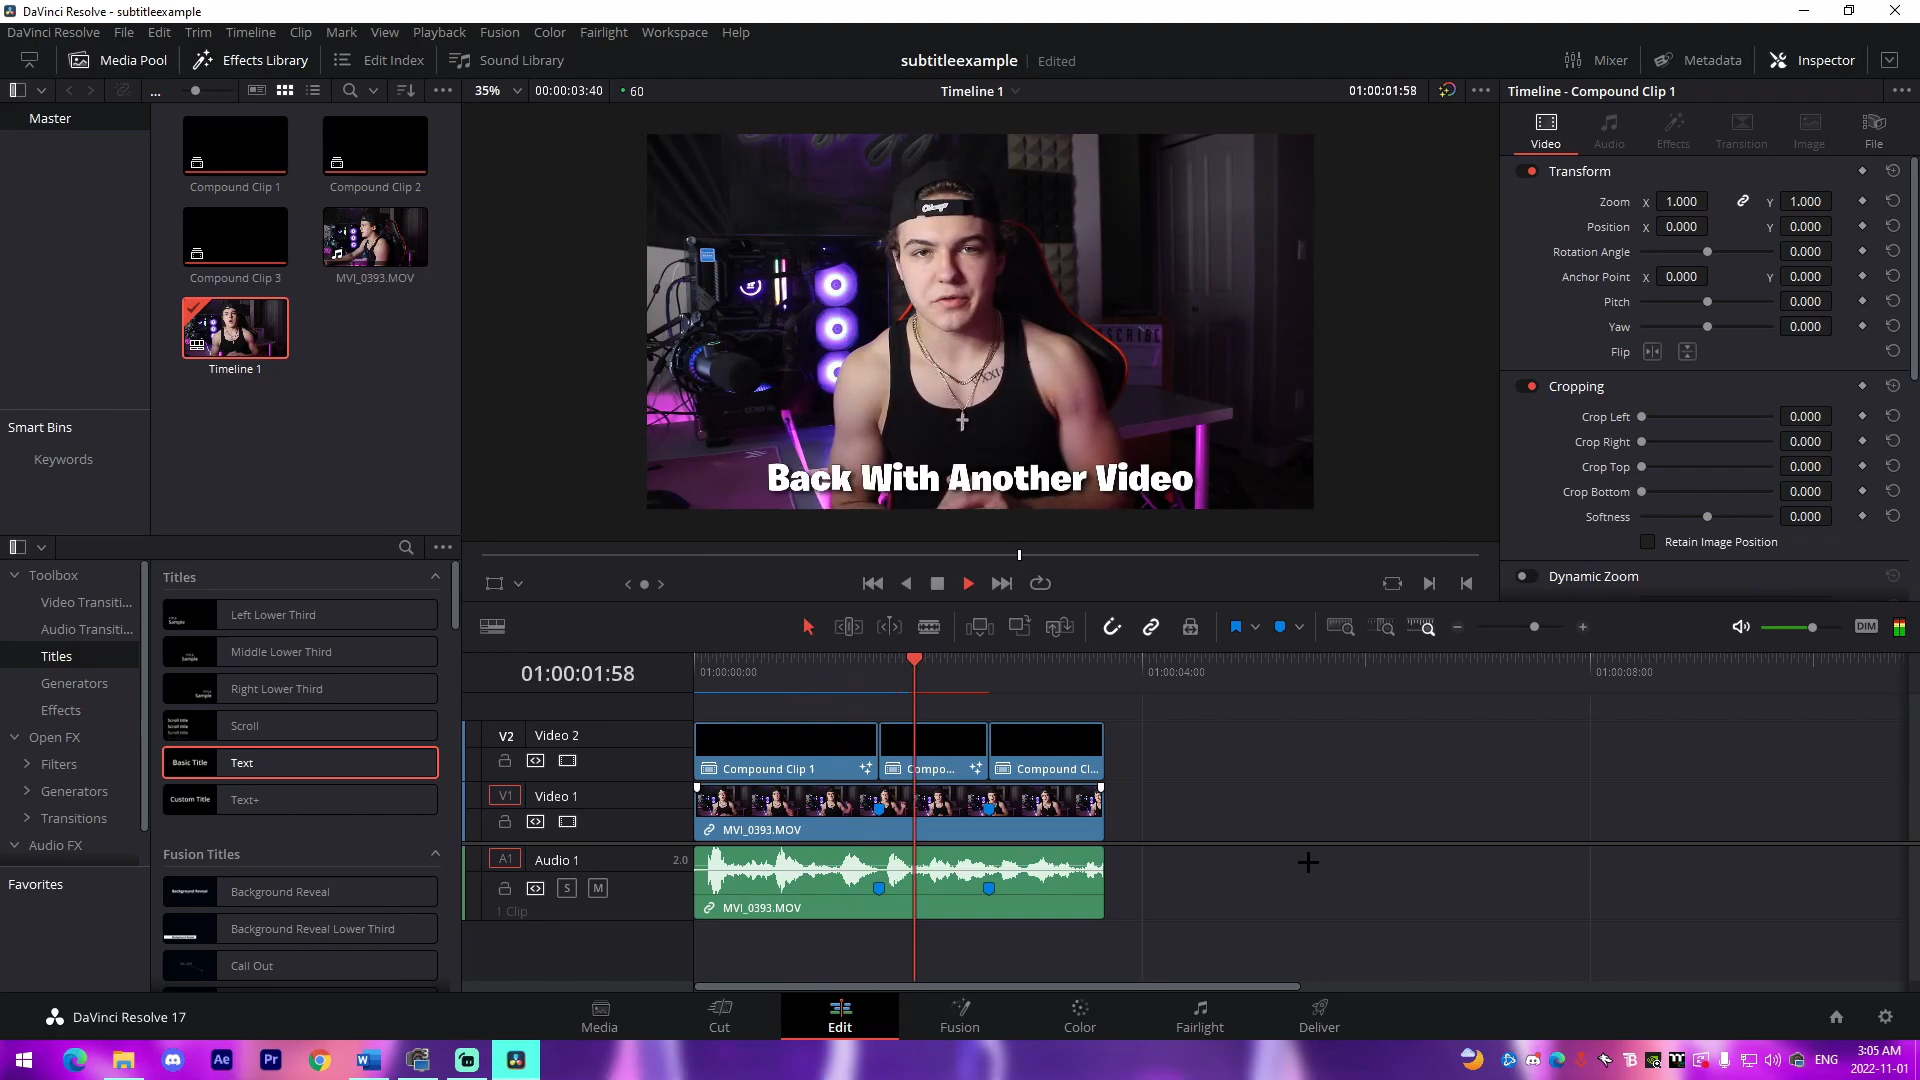 DaVinci Resolve - subtitleexample
DaVinci Resolve File Edit Trim Timeline Clip Mark View Playback Fusion Color Fairlight Workspace Help
Media Pool Effects Library Edit Index Sound Library subtitleexample Edited Mixer Metadata Inspector
... 35% 00:00:03:40 60 Timeline 1 01:00:01:58 Timeline - Compound Clip 1
Master
Video Audio Effects Transition Image File
Compound Clip 1 Compound Clip 2
Compound Clip 3 MVI_0393.MOV
Timeline 1
Transform
Zoom X 1.000 Y 1.000
Position X 0.000 Y 0.000
Rotation Angle 0.000
Anchor Point X 0.000 Y 0.000
Pitch 0.000
Yaw 0.000
Flip
Cropping
Crop Left 0.000
Crop Right 0.000
Crop Top 0.000
Crop Bottom 0.000
Softness 0.000
Retain Image Position
Dynamic Zoom
Back With Another Video
Smart Bins
Keywords
Toolbox
Video Transiti...
Audio Transiti...
Titles
Generators
Effects
Open FX
Filters
Generators
Transitions
Audio FX
Favorites
Titles
Left Lower Third
Middle Lower Third
Right Lower Third
Scroll
Basic Title Text
Custom Title Text+
Fusion Titles
Background Reveal Background Reveal
Background Reveal Lower Third
Call Out
DIM
01:00:01:58 01:00:00:00 01:00:04:00 01:00:08:00
V2 Video 2
Compound Clip 1 Compo... Compound Cl...
V1 Video 1
MVI_0393.MOV
A1 Audio 1 2.0
S M
1 Clip
MVI_0393.MOV
DaVinci Resolve 17 Media Cut Edit Fusion Color Fairlight Deliver
Ae Pr ENG 3:05 AM
2022-11-01